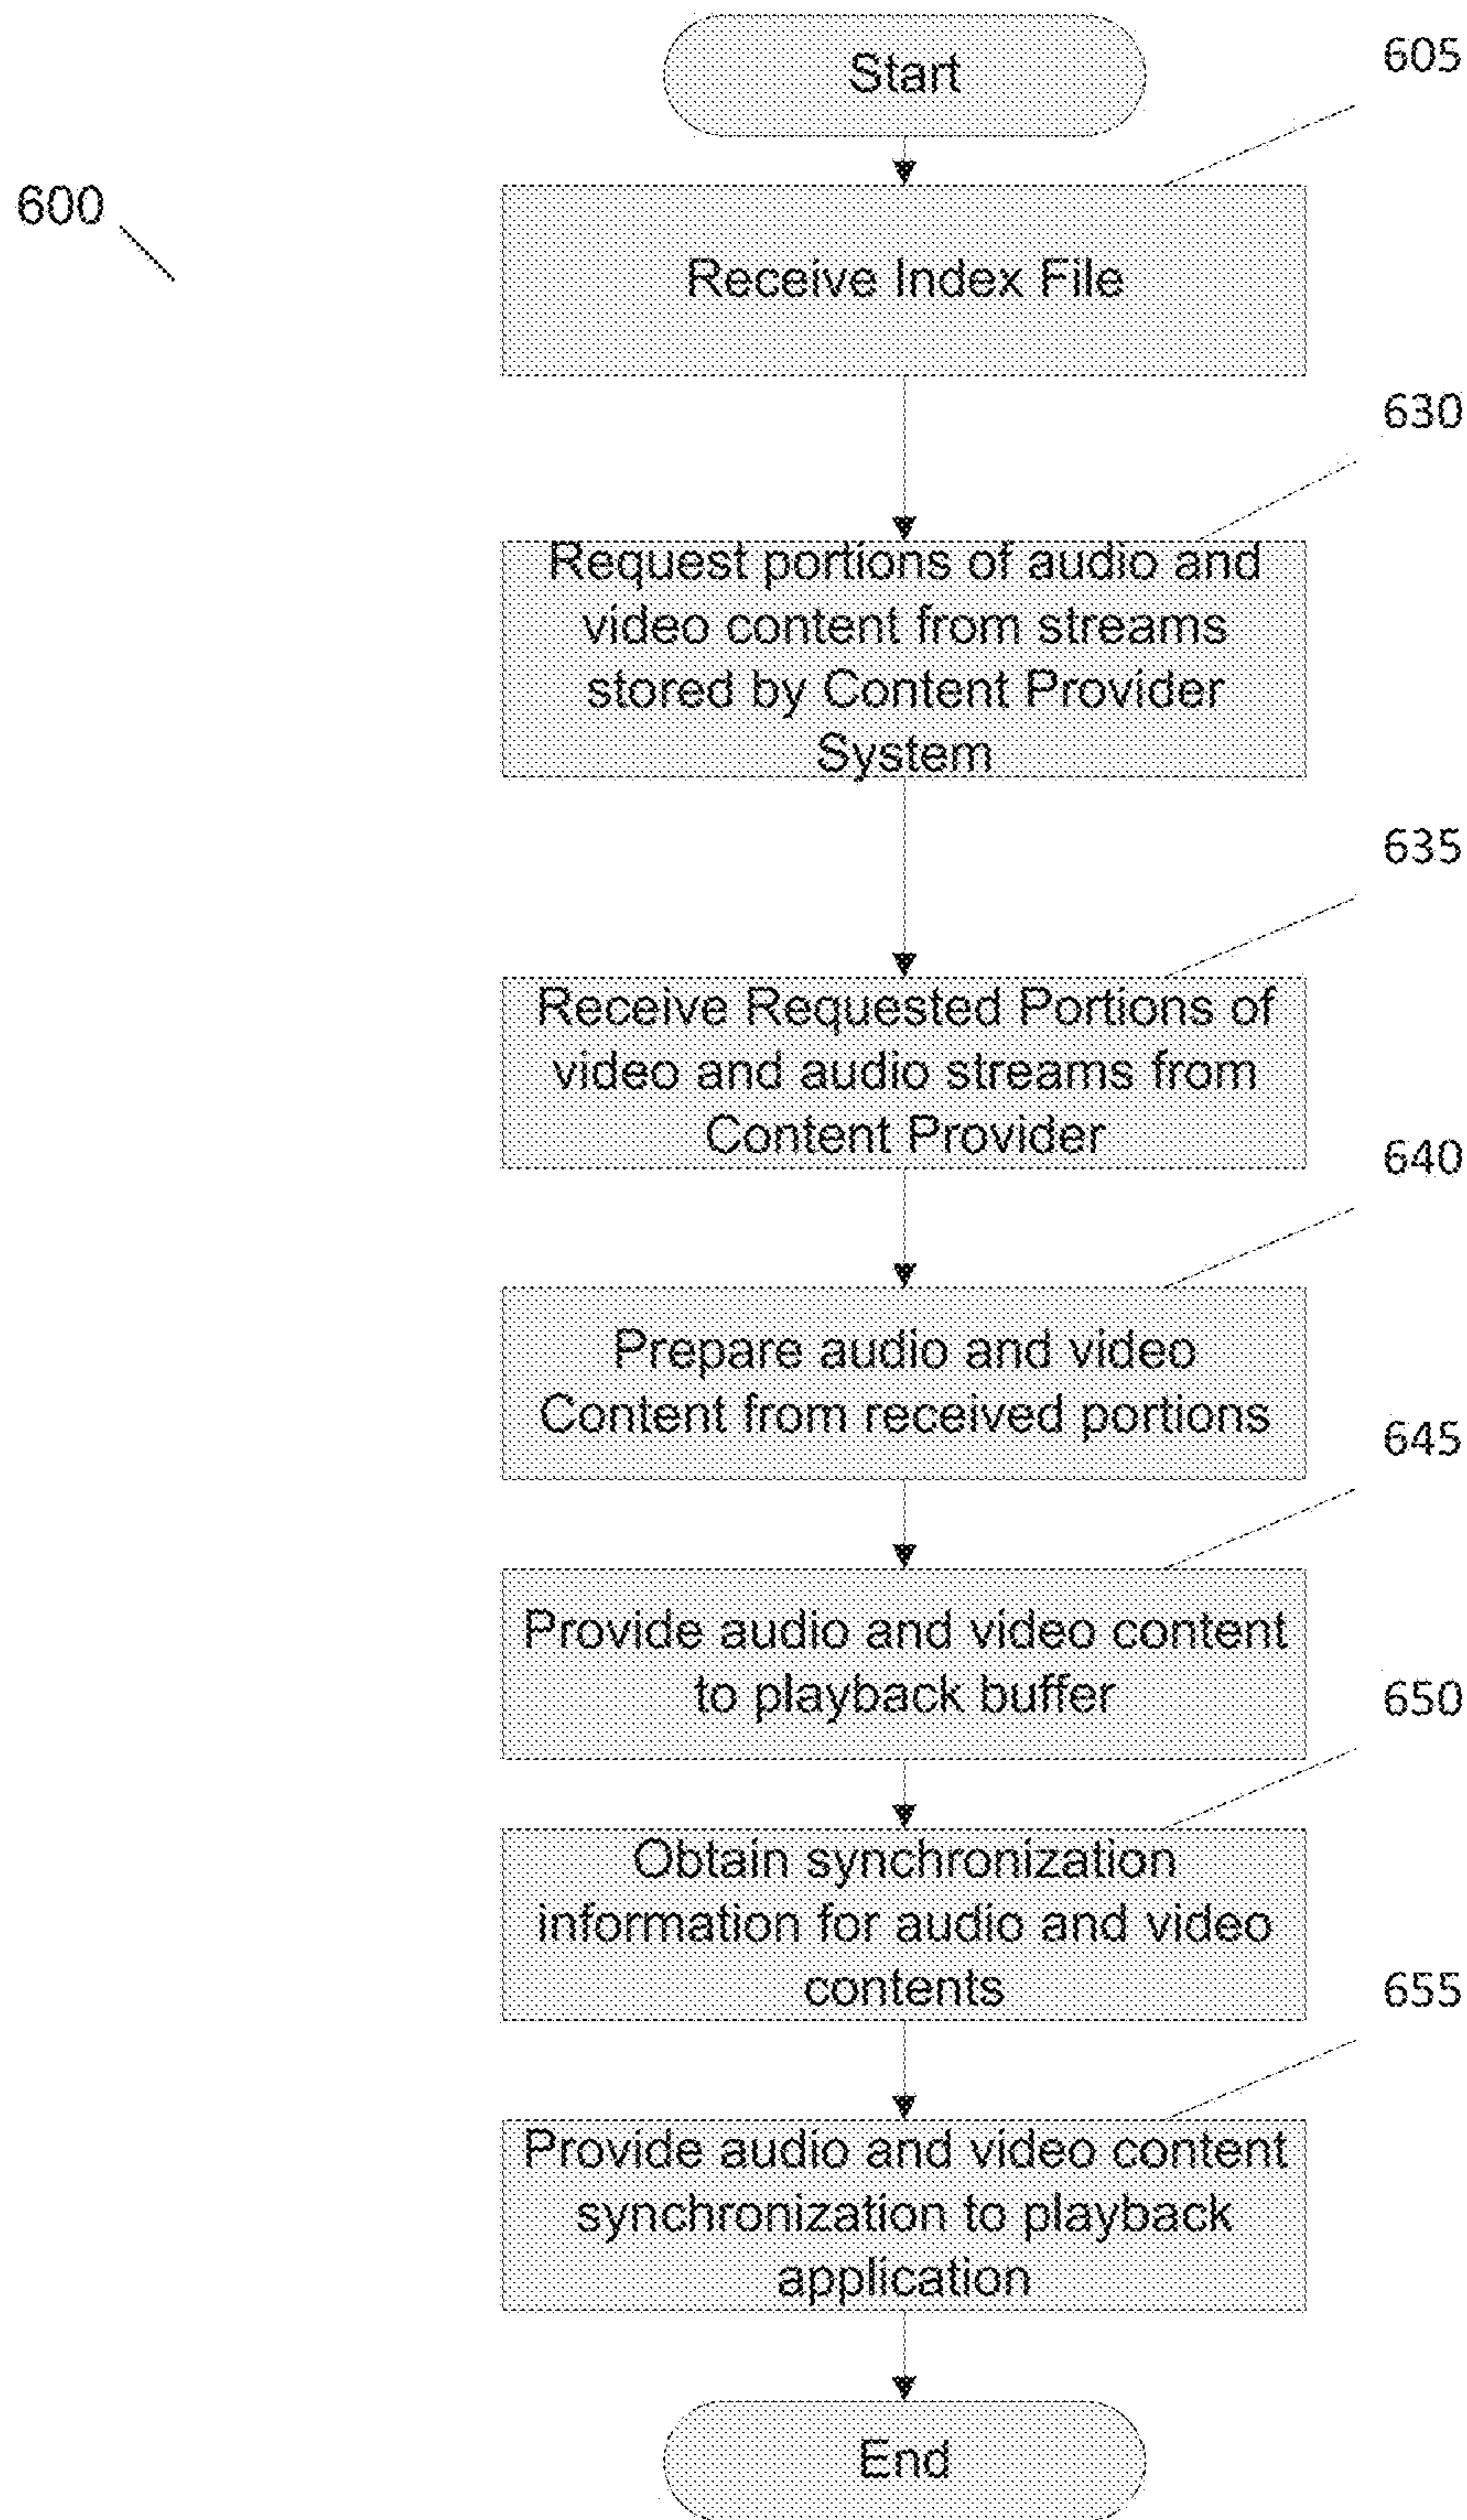 Start
605
600
Receive Index File
630
Request portions of audio and
video content from streams
stored by Content Provider
System
635
Receive Requested Portions of
video and audio streams from
Content Provider
640
Prepare audio and video
Content from received portions
645
Provide audio and video content
to playback buffer
650
Obtain synchronization
information for audio and video
contents
655
Provide audio and video content
synchronization to playback
application
End